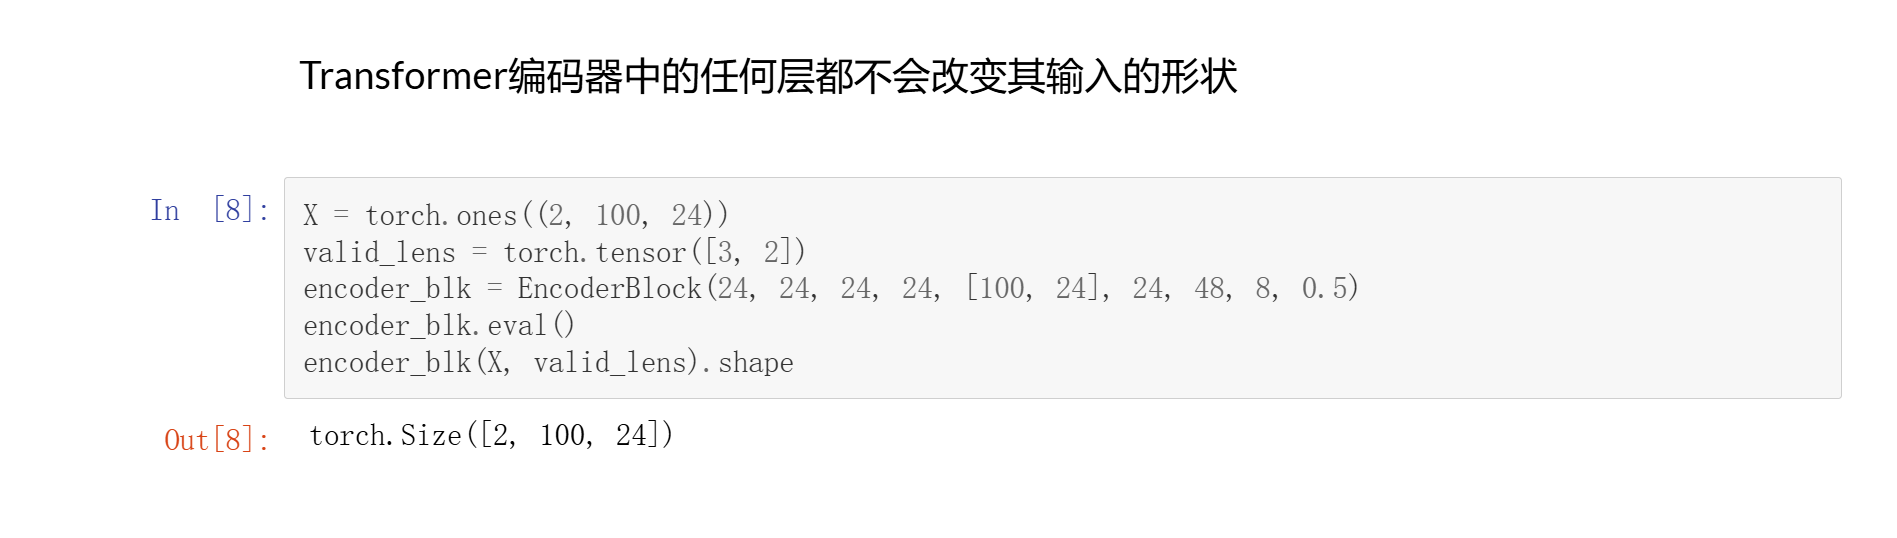 Transformer编码器中的任何层都不会改变其输入的形状
In [8]:
X = torch.ones((2, 100, 24))
valid_lens = torch.tensor([3, 2])
encoder_blk = EncoderBlock(24, 24, 24, 24, [100, 24], 24, 48, 8, 0.5)
encoder_blk.eval()
encoder_blk(X, valid_lens).shape
Out[8]: torch.Size([2, 100, 24])